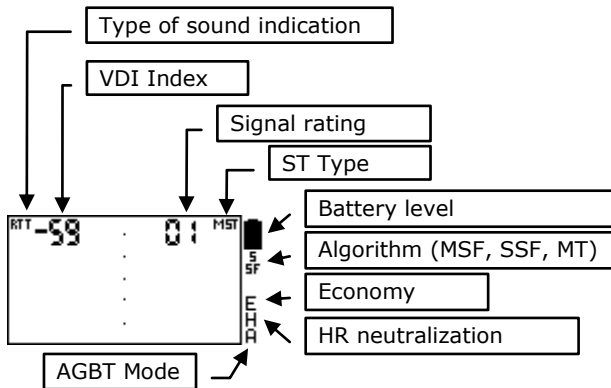 Type of sound indication
VDI Index
Signal rating
ST Type
RTT -59 01 MST
Battery level
S
SF
Algorithm (MSF, SSF, MT)
E
Economy
H
HR neutralization
A
AGBT Mode